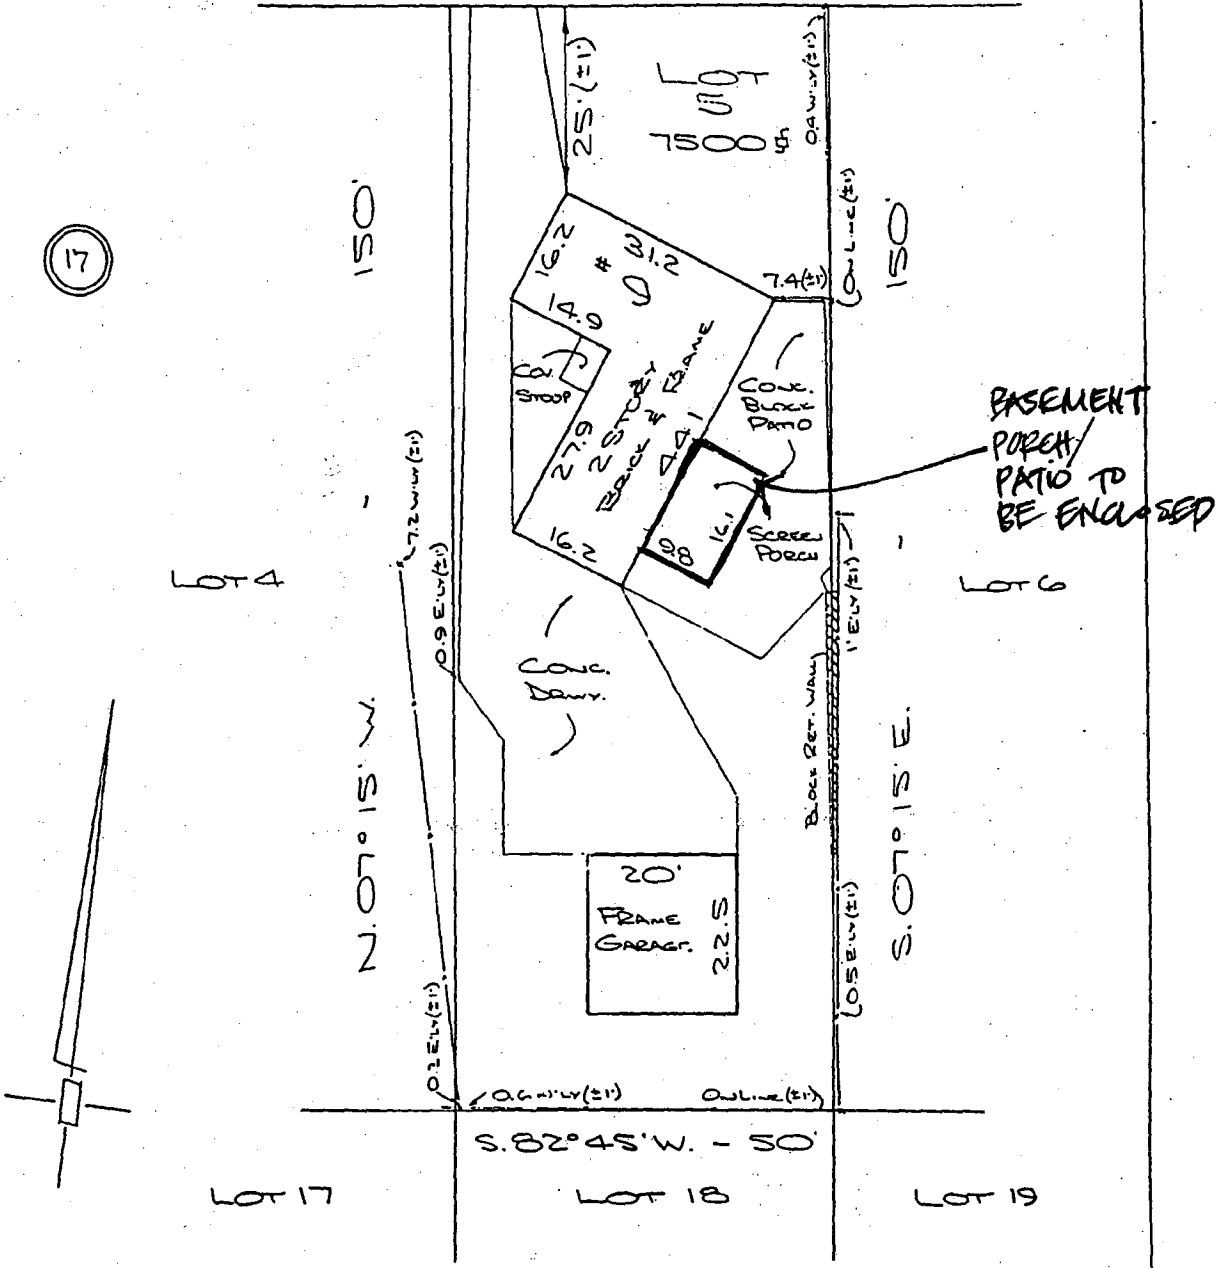 25'(±1')
LOT
5
7500 ⌗
0.4 W'LY(±1')
150'
17
16.2
31.2
# 9
14.9
7.4(±1')
(ON LINE(±1')
150'
COV.
STOOP
2 STORY
BRICK & FRAME
27.9
44.1
CONC.
BLOCK
PATIO
BASEMENT
PORCH/
PATIO TO
BE ENCLOSED
7.2 W'LY(±1')
16.2
9.8
16.1
SCREEN
PORCH
-
-
LOT 4
LOT 6
0.9 E'LY(±1')
1' E'LY(±1')
CONC.
DRWY.
BLOCK RET. WALL
N.07°15'W.
S.07°15'E.
20'
FRAME
GARAGE.
22.5
(0.5 E'LY(±1')
0.2 E'LY(±1')
0.6 W'LY(±1')
ON LINE(±1')
S.82°45'W. - 50'
LOT 17
LOT 18
LOT 19